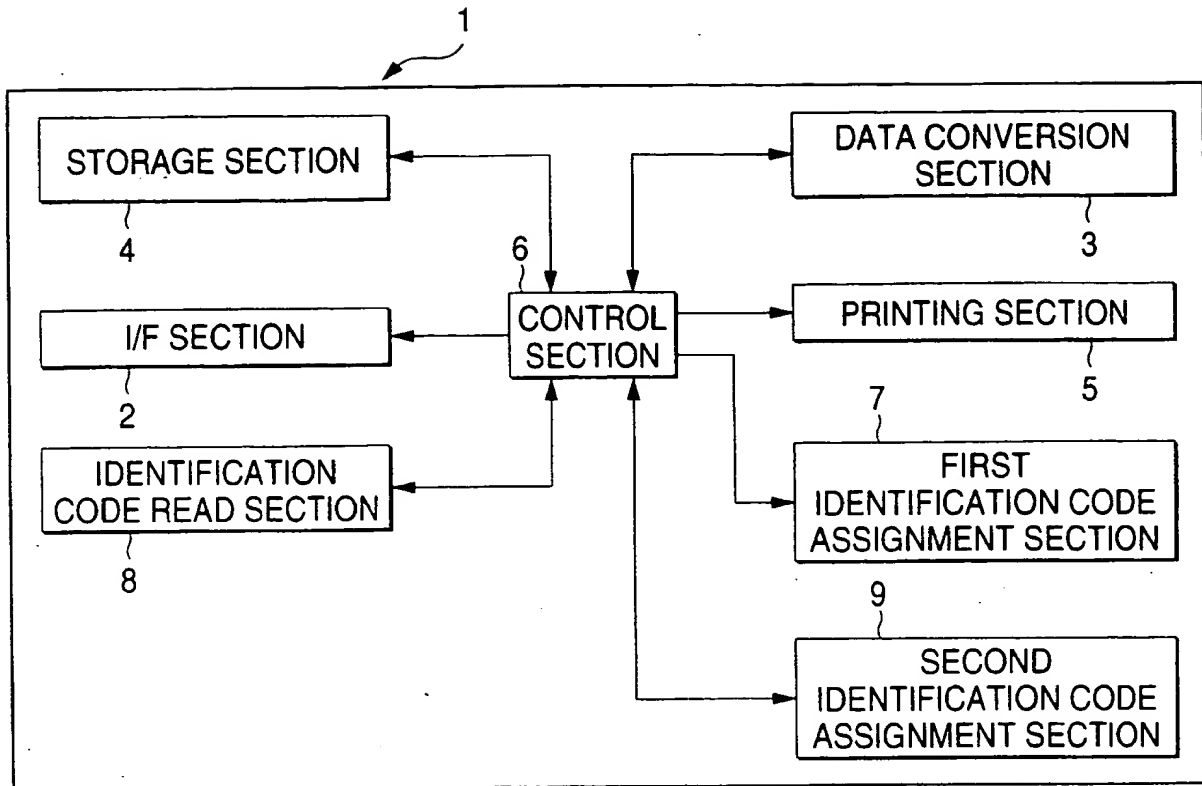 1
STORAGE SECTION
4
DATA CONVERSION
SECTION
3
I/F SECTION
2
6
CONTROL
SECTION
PRINTING SECTION
5
IDENTIFICATION
CODE READ SECTION
8
7
FIRST
IDENTIFICATION CODE
ASSIGNMENT SECTION
9
SECOND
IDENTIFICATION CODE
ASSIGNMENT SECTION